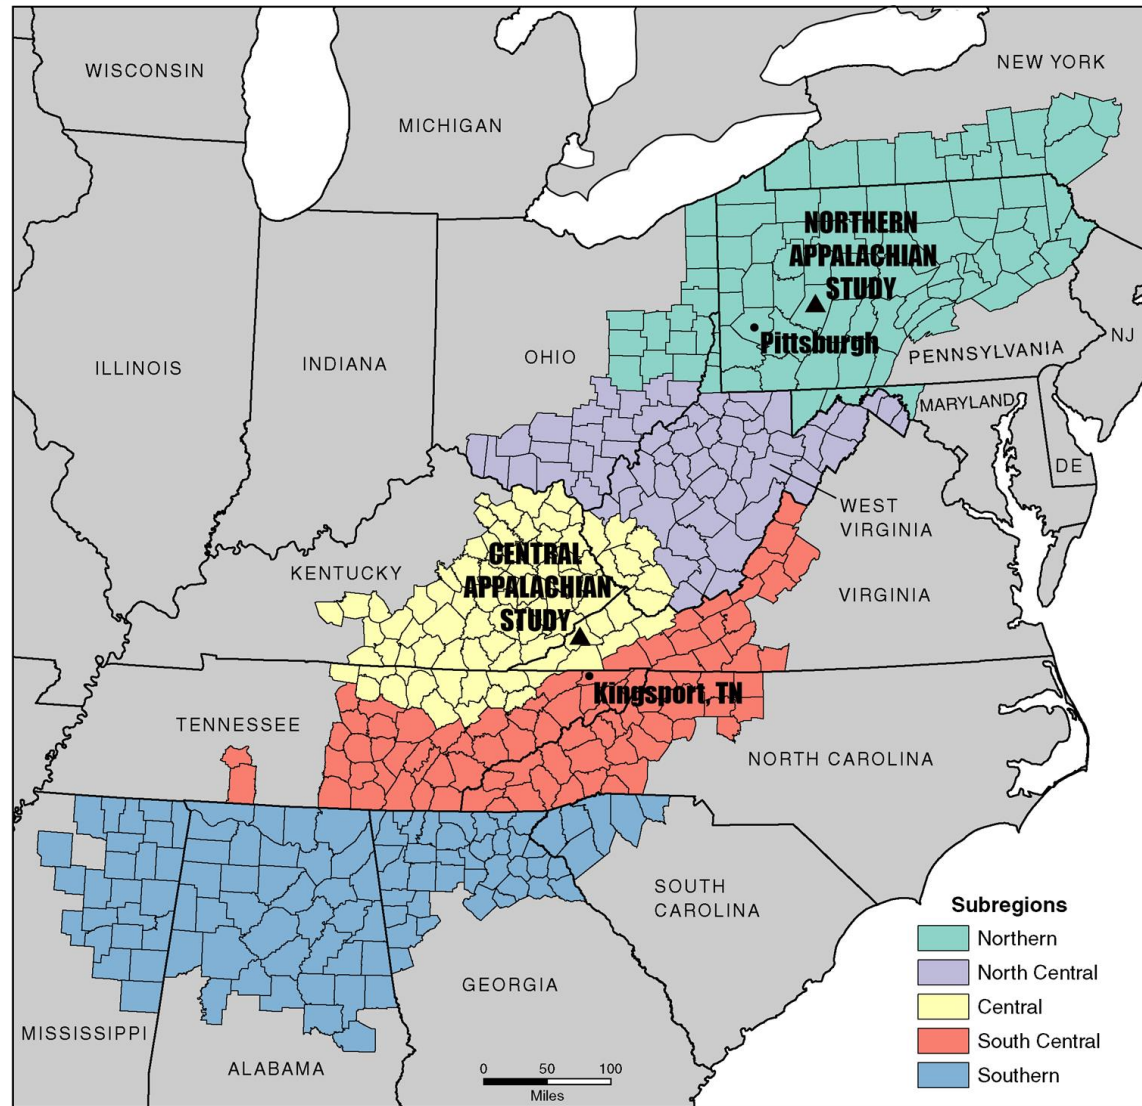 WISCONSIN
MICHIGAN
NEW YORK
NORTHERN
APPALACHIAN
STUDY
Pittsburgh
ILLINOIS
INDIANA
OHIO
PENNSYLVANIA
NJ
MARYLAND
DE
WEST
VIRGINIA
KENTUCKY
CENTRAL
APPALACHIAN
STUDY
VIRGINIA
Kingsport, TN
TENNESSEE
NORTH CAROLINA
SOUTH
CAROLINA
GEORGIA
MISSISSIPPI
ALABAMA
0 50 100
Miles
Subregions
Northern
North Central
Central
South Central
Southern